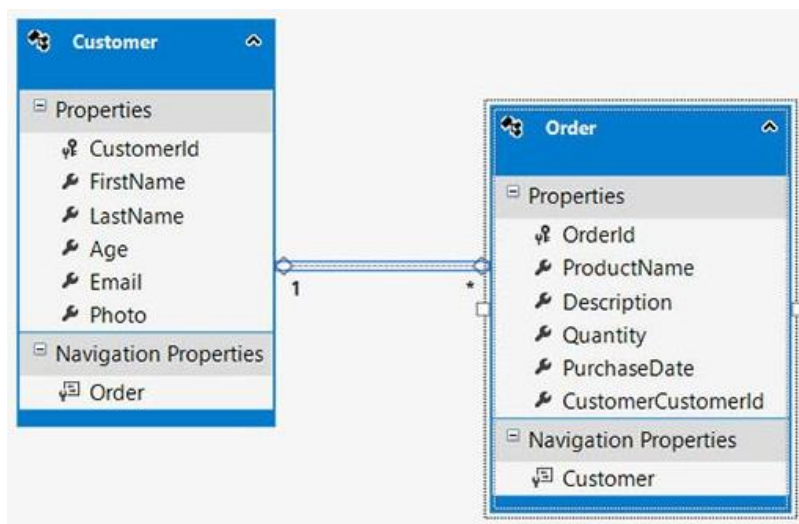 Customer
Properties
CustomerId
FirstName
LastName
Age
Email
Photo
Navigation Properties
Order
1
*
Order
Properties
OrderId
ProductName
Description
Quantity
PurchaseDate
CustomerCustomerId
Navigation Properties
Customer